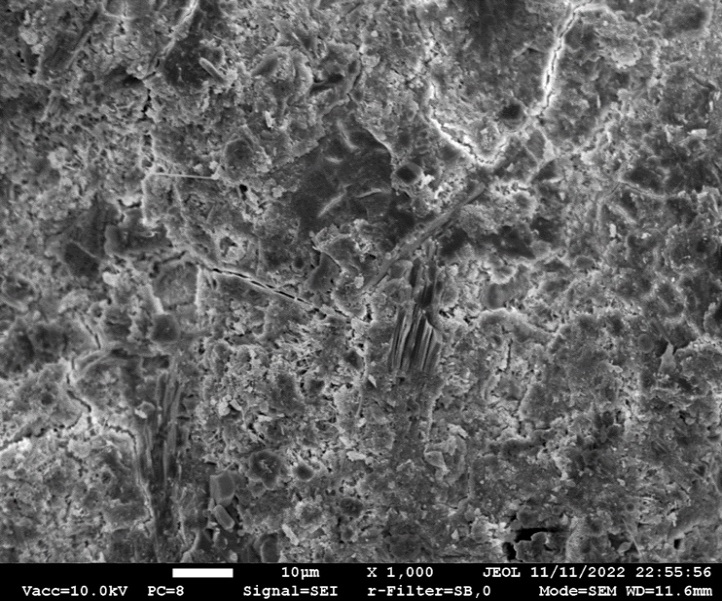 10µm X 1,000 JEOL 11/11/2022 22:55:56
Vacc=10.0kV PC=8 Signal=SEI r-Filter=SB,0 Mode=SEM WD=11.6mm